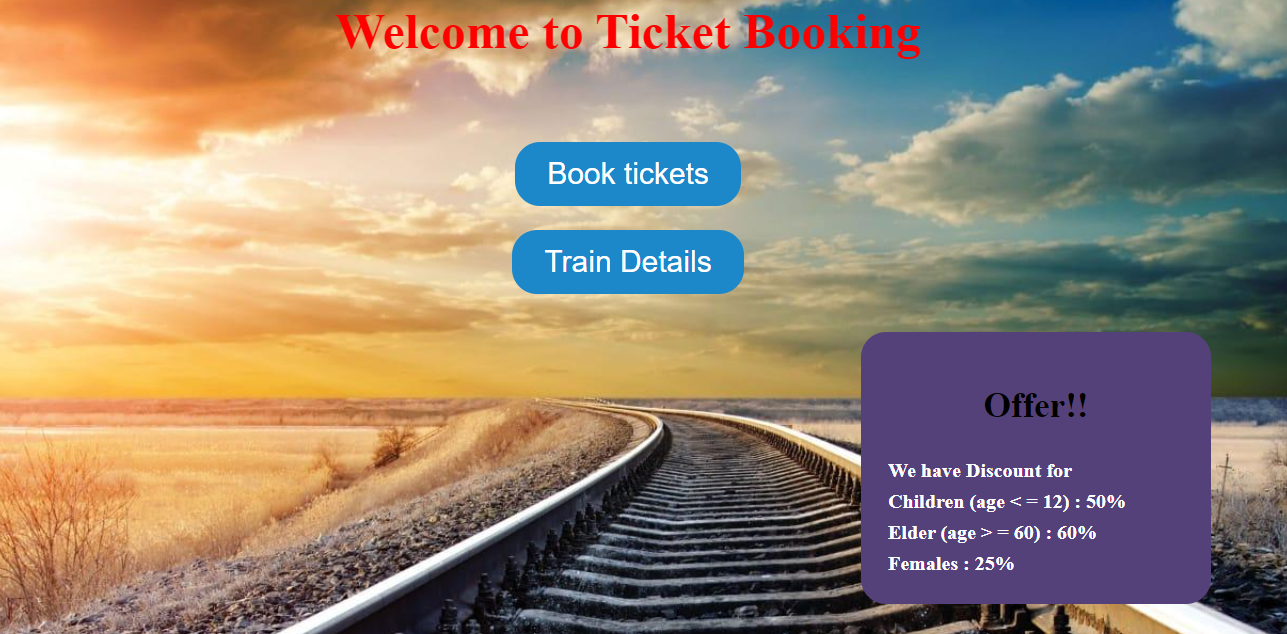 Welcome to Ticket Booking
Book tickets
Train Details
Offer!!
We have Discount for
Children (age < = 12) : 50%
Elder (age > = 60) : 60%
Females : 25%